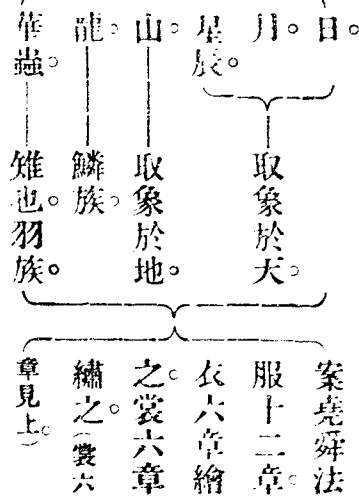 日。
月。
星辰。
山。
龍。
華蟲。
取象於天。
取象於地。
鱗族。
雉也。羽族。
案堯舜法
服十二章。
衣六章繪
之。裳六章
繡之。(裳六
章見上。)